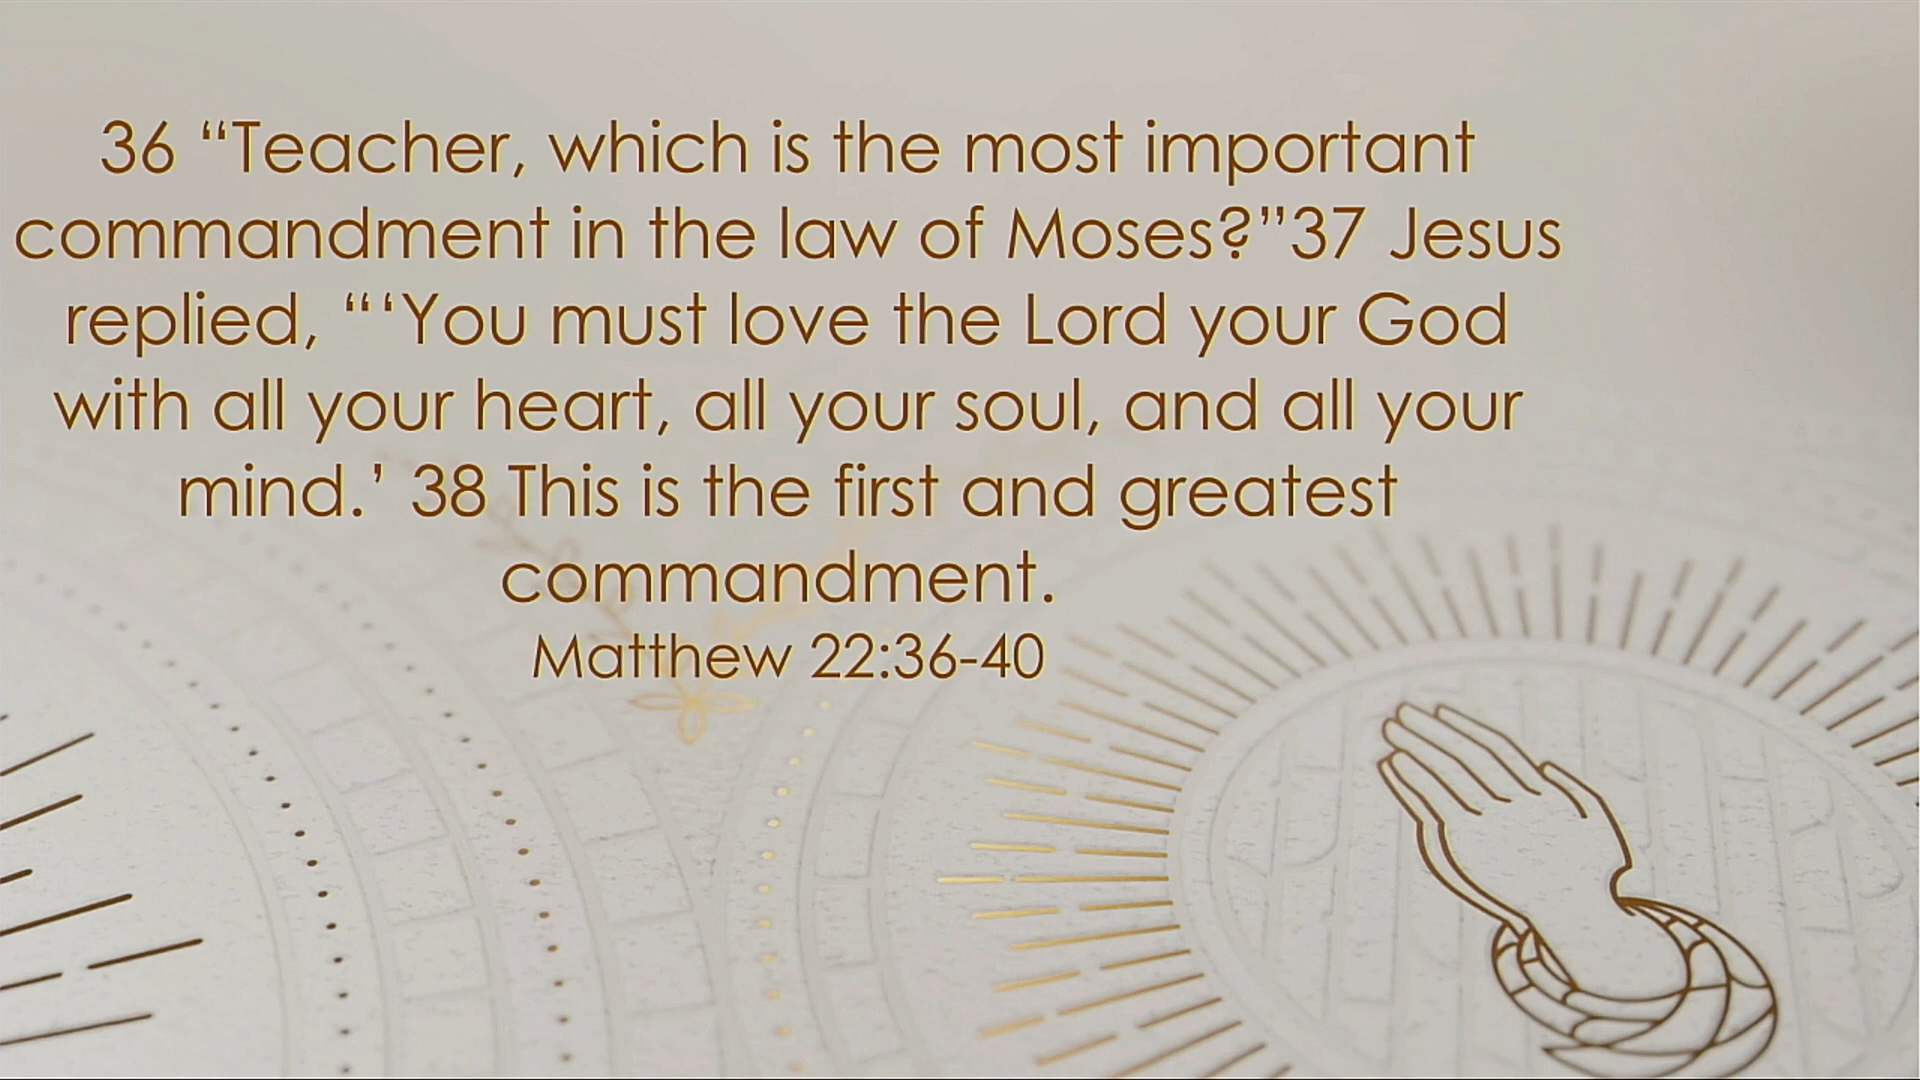 36 “Teacher, which is the most important
commandment in the law of Moses?”37 Jesus
replied, “‘You must love the Lord your God
with all your heart, all your soul, and all your
mind.’ 38 This is the first and greatest
commandment.
Matthew 22:36-40